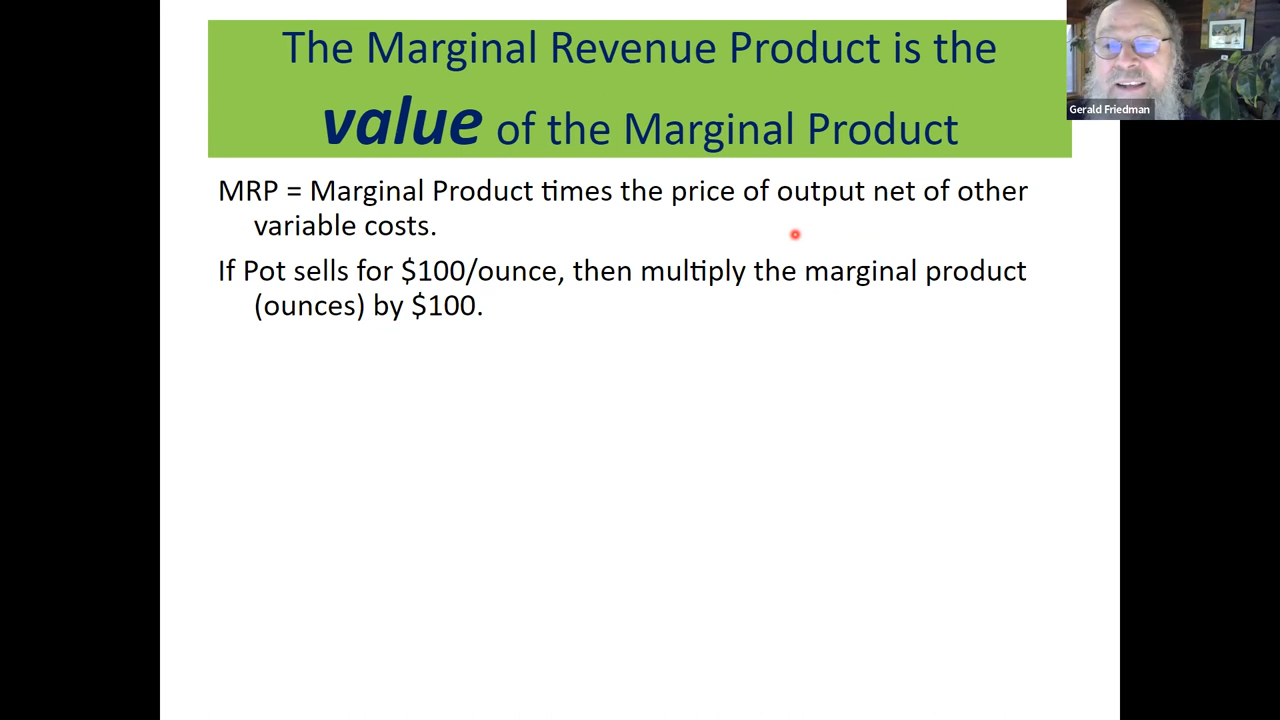 The Marginal Revenue Product is the
value of the Marginal Product
Gerald Friedman
MRP = Marginal Product times the price of output net of other
variable costs.
If Pot sells for $100/ounce, then multiply the marginal product
(ounces) by $100.